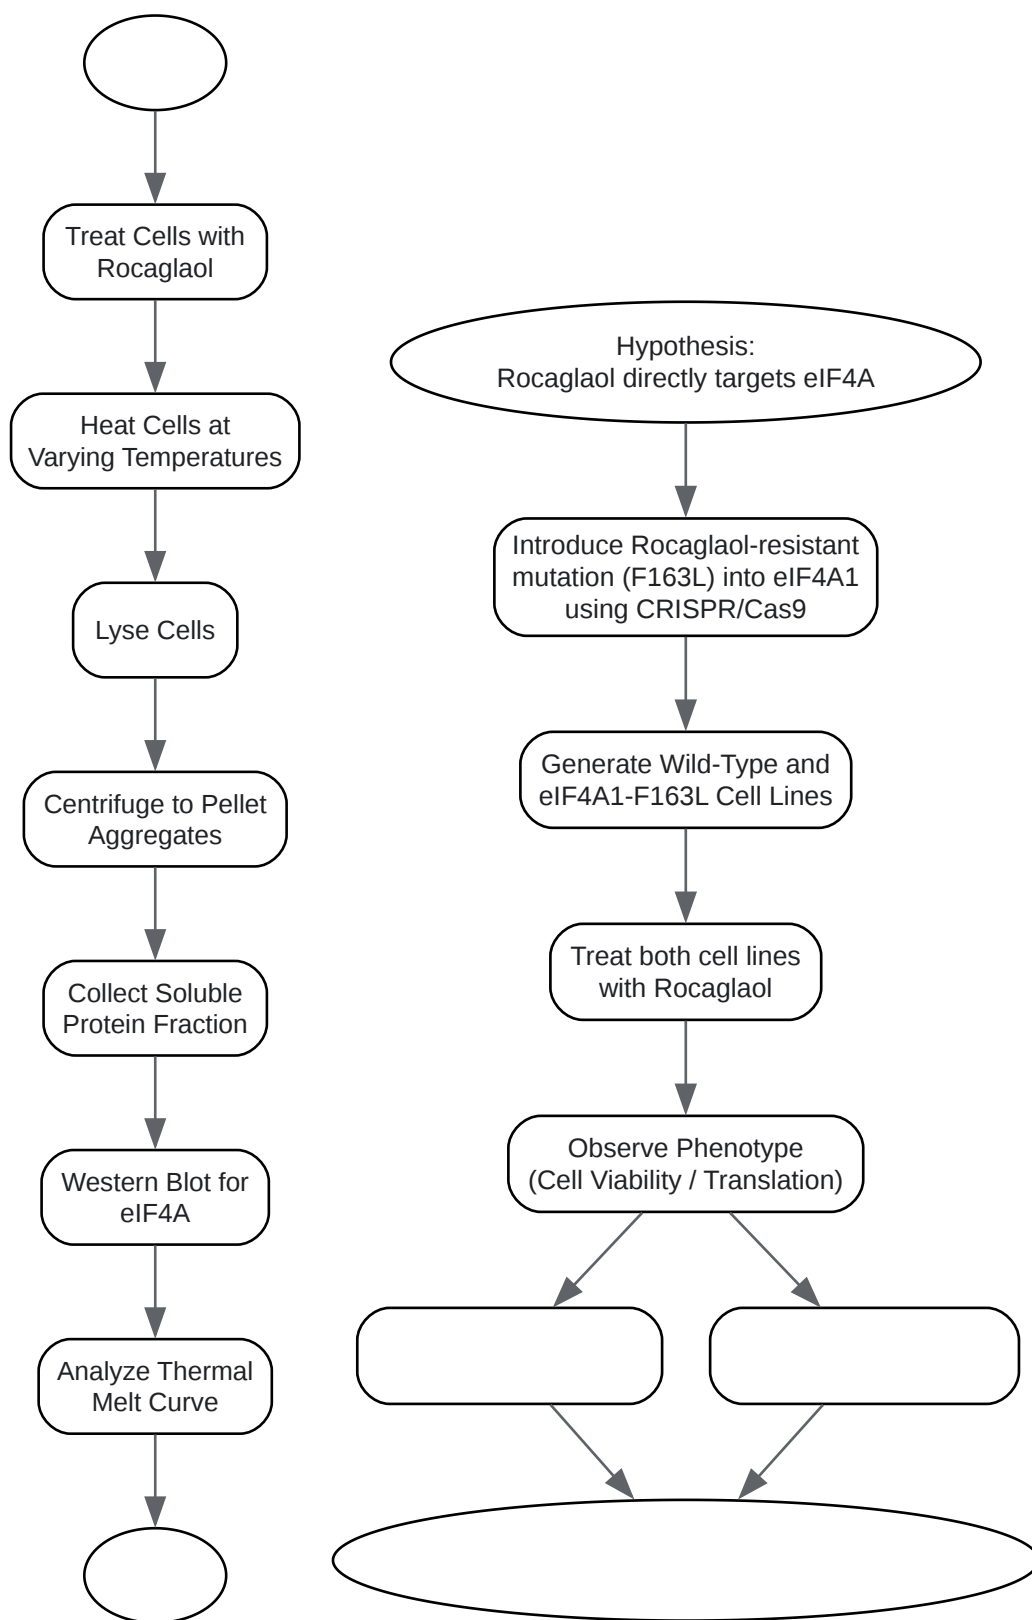 Treat Cells with
Rocaglaol
Heat Cells at
Varying Temperatures
Lyse Cells
Centrifuge to Pellet
Aggregates
Collect Soluble
Protein Fraction
Western Blot for
eIF4A
Analyze Thermal
Melt Curve
Hypothesis:
Rocaglaol directly targets eIF4A
Introduce Rocaglaol-resistant
mutation (F163L) into eIF4A1
using CRISPR/Cas9
Generate Wild-Type and
eIF4A1-F163L Cell Lines
Treat both cell lines
with Rocaglaol
Observe Phenotype
(Cell Viability / Translation)